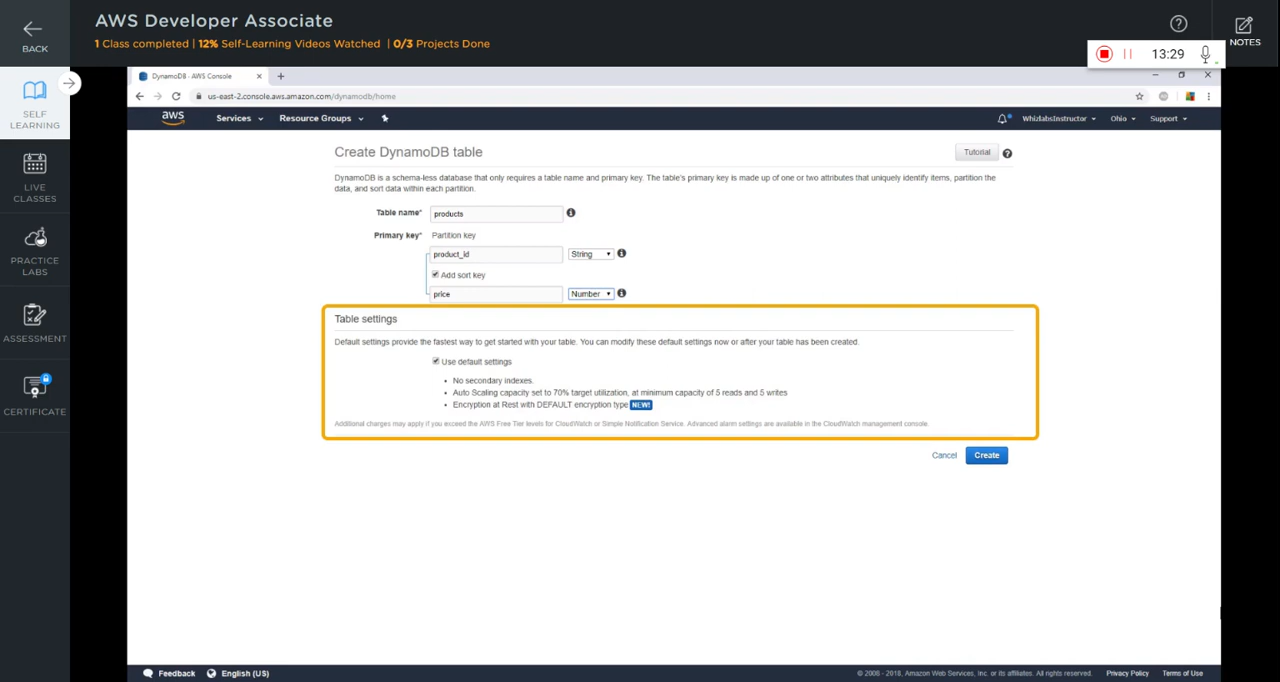 AWS Developer Associate
1 Class completed | 12% Self-Learning Videos Watched | 0/3 Projects Done
BACK
NOTES
13:29
SELF
LEARNING
LIVE
CLASSES
PRACTICE
LABS
ASSESSMENT
CERTIFICATE
DynamoDB - AWS Console
us-east-2.console.aws.amazon.com/dynamodb/home
aws
Services
Resource Groups
WhizlabsInstructor
Ohio
Support
Create DynamoDB table
Tutorial
DynamoDB is a schema-less database that only requires a table name and primary key. The table's primary key is made up of one or two attributes that uniquely identify items, partition the
data, and sort data within each partition.
Table name* products
Primary key* Partition key
product_id String
Add sort key
price Number
Table settings
Default settings provide the fastest way to get started with your table. You can modify these default settings now or after your table has been created.
Use default settings
No secondary indexes.
Auto Scaling capacity set to 70% target utilization, at minimum capacity of 5 reads and 5 writes
Encryption at Rest with DEFAULT encryption type NEW!
Additional charges may apply if you exceed the AWS Free Tier levels for CloudWatch or Simple Notification Service. Advanced alarm settings are available in the CloudWatch management console.
Cancel
Create
Feedback
English (US)
© 2008 - 2018, Amazon Web Services, Inc. or its affiliates. All rights reserved.
Privacy Policy
Terms of Use